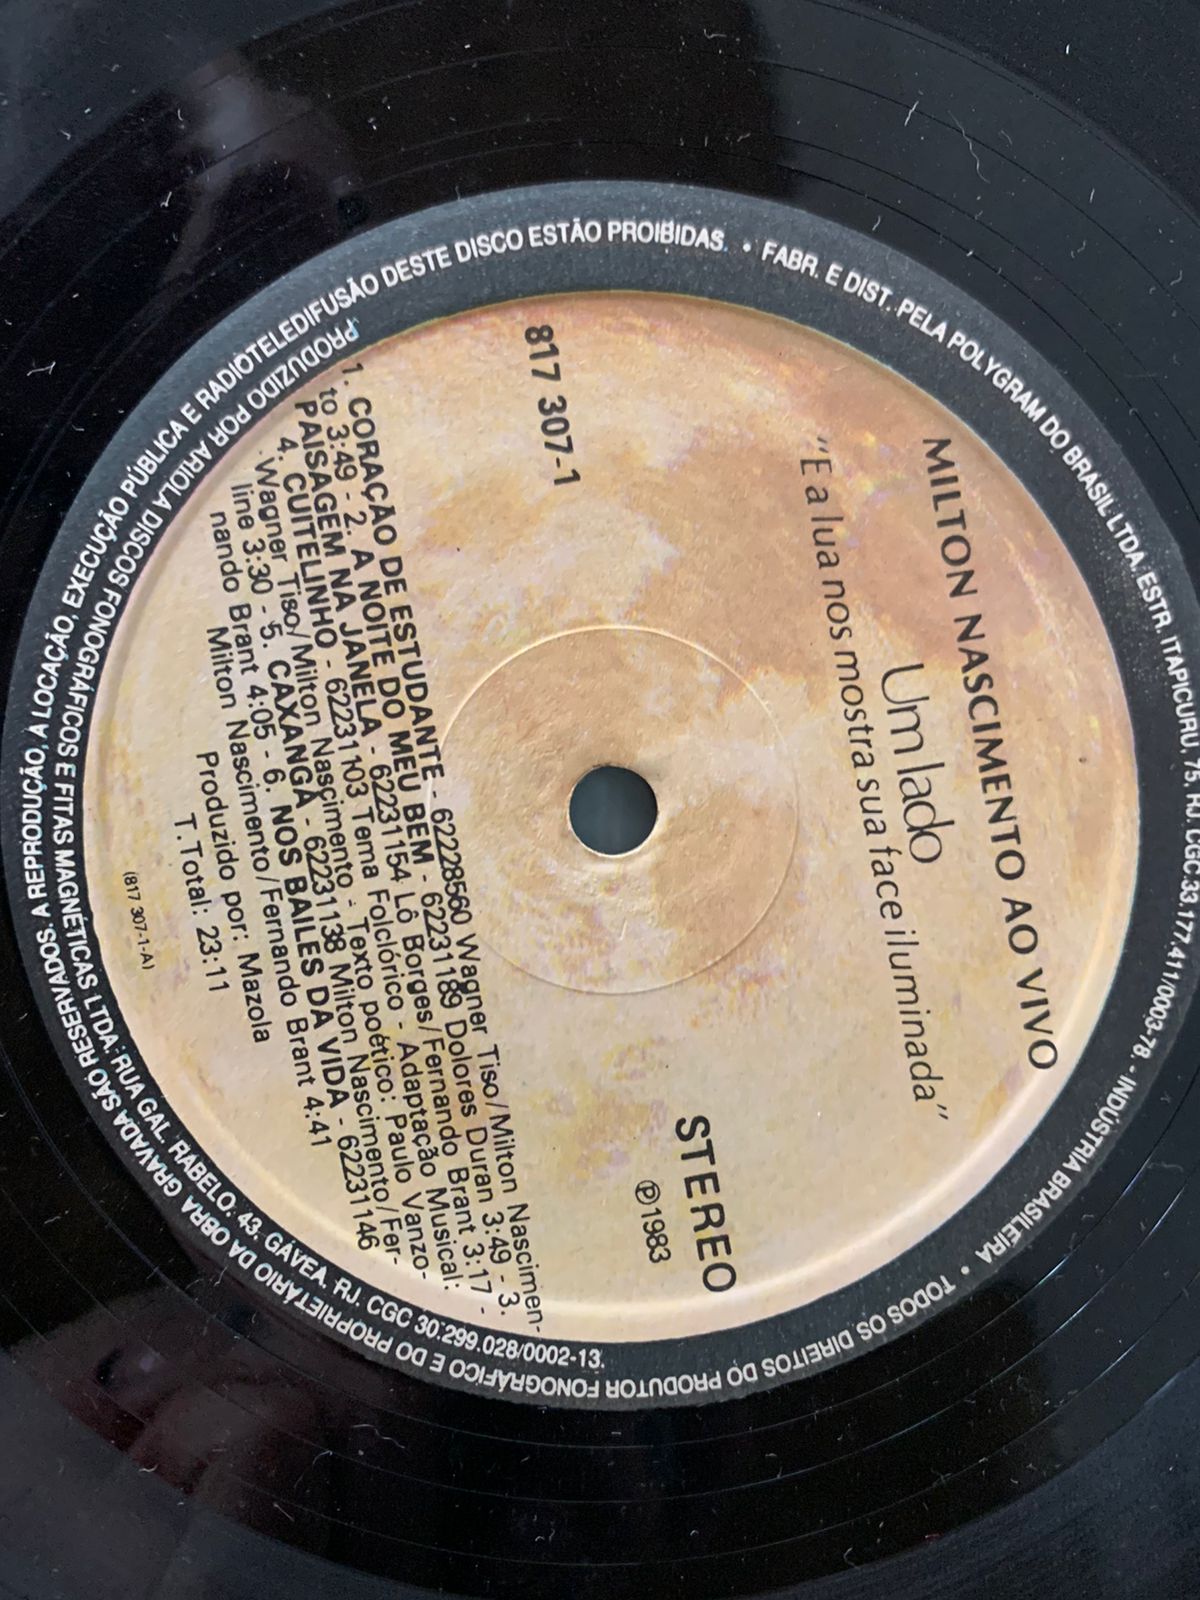 MILTON NASCIMENTO AO VIVO
Um lado
"E a lua nos mostra sua face iluminada"
817 307-1
STEREO
℗1983
1. CORAÇÃO DE ESTUDANTE - 62228560 Wagner Tiso/Milton Nascimen-
to 3:49 - 2. A NOITE DO MEU BEM - 62231189 Dolores Duran 3:49 - 3.
PAISAGEM NA JANELA - 62231154 Lô Borges/Fernando Brant 3:17 -
4. CUITELINHO - 62231103 Tema Folclórico - Adaptação Musical:
Wagner Tiso/Milton Nascimento - Texto poético: Paulo Vanzo-
line 3:30 - 5. CAXANGÁ - 62231138 Milton Nascimento/Fer-
nando Brant 4:05 - 6. NOS BAILES DA VIDA - 62231146
Milton Nascimento/Fernando Brant 4:41
Produzido por: Mazola
T. Total: 23:11
(817 307-1-A)
PRODUZIDO POR ARIOLA DISCOS FONOGRÁFICOS E FITAS MAGNÉTICAS LTDA: RUA GAL. RABELO, 43, GÁVEA. RJ. CGC 30.299.028/0002-13.
TODOS OS DIREITOS DO PRODUTOR FONOGRÁFICO E DO PROPRIETÁRIO DA OBRA GRAVADA SÃO RESERVADOS. A REPRODUÇÃO, A LOCAÇÃO, EXECUÇÃO PÚBLICA E RADIOTELEDIFUSÃO DESTE DISCO ESTÃO PROIBIDAS. • FABR. E DIST. PELA POLYGRAM DO BRASIL LTDA. ESTR. ITAPICURU, 75. RJ. CGC 33.177.411/0003-78. - INDÚSTRIA BRASILEIRA •